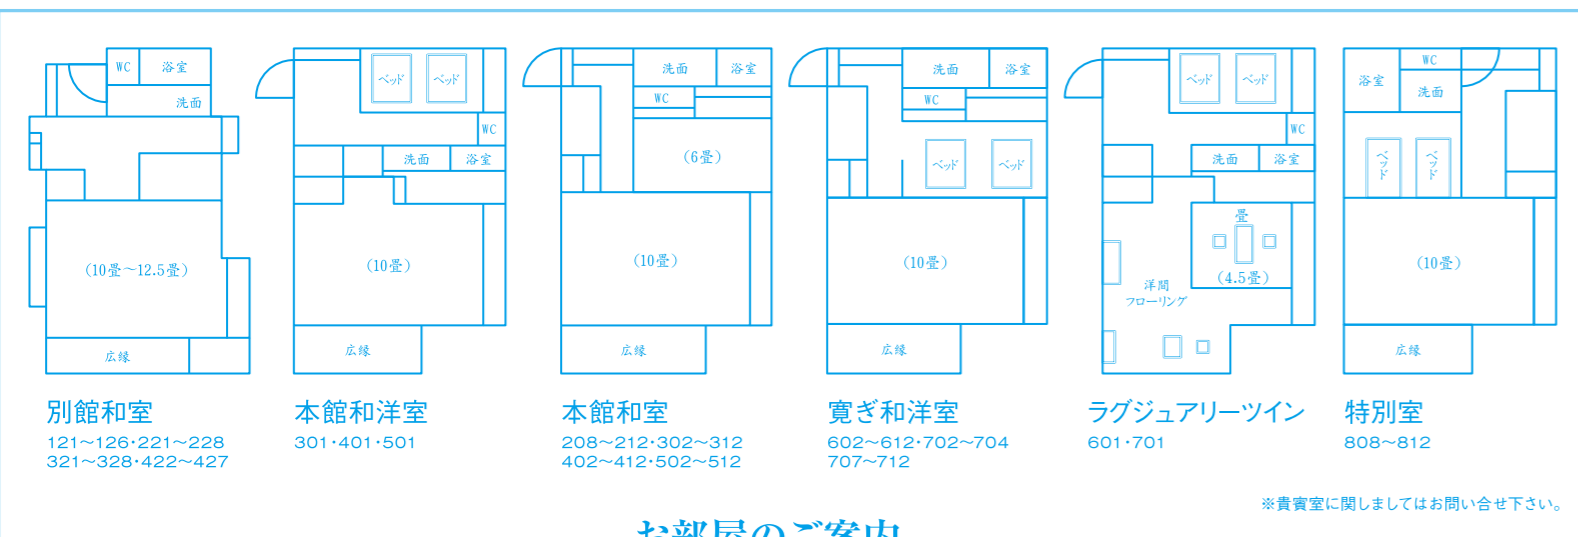 WC
浴室
洗面
(10畳～12.5畳)
広縁
別館和室
121～126・221～228
321～328・422～427
ベッド
ベッド
WC
洗面
浴室
(10畳)
広縁
本館和洋室
301・401・501
洗面
浴室
WC
(6畳)
(10畳)
広縁
本館和室
208～212・302～312
402～412・502～512
洗面
浴室
WC
ベッド
ベッド
(10畳)
広縁
寛ぎ和洋室
602～612・702～704
707～712
ベッド
ベッド
WC
洗面
浴室
畳
(4.5畳)
洋間
フローリング
ラグジュアリーツイン
601・701
WC
浴室
洗面
ベッド
ベッド
(10畳)
広縁
特別室
808～812
※貴賓室に関しましてはお問い合せ下さい。
お部屋のご案内